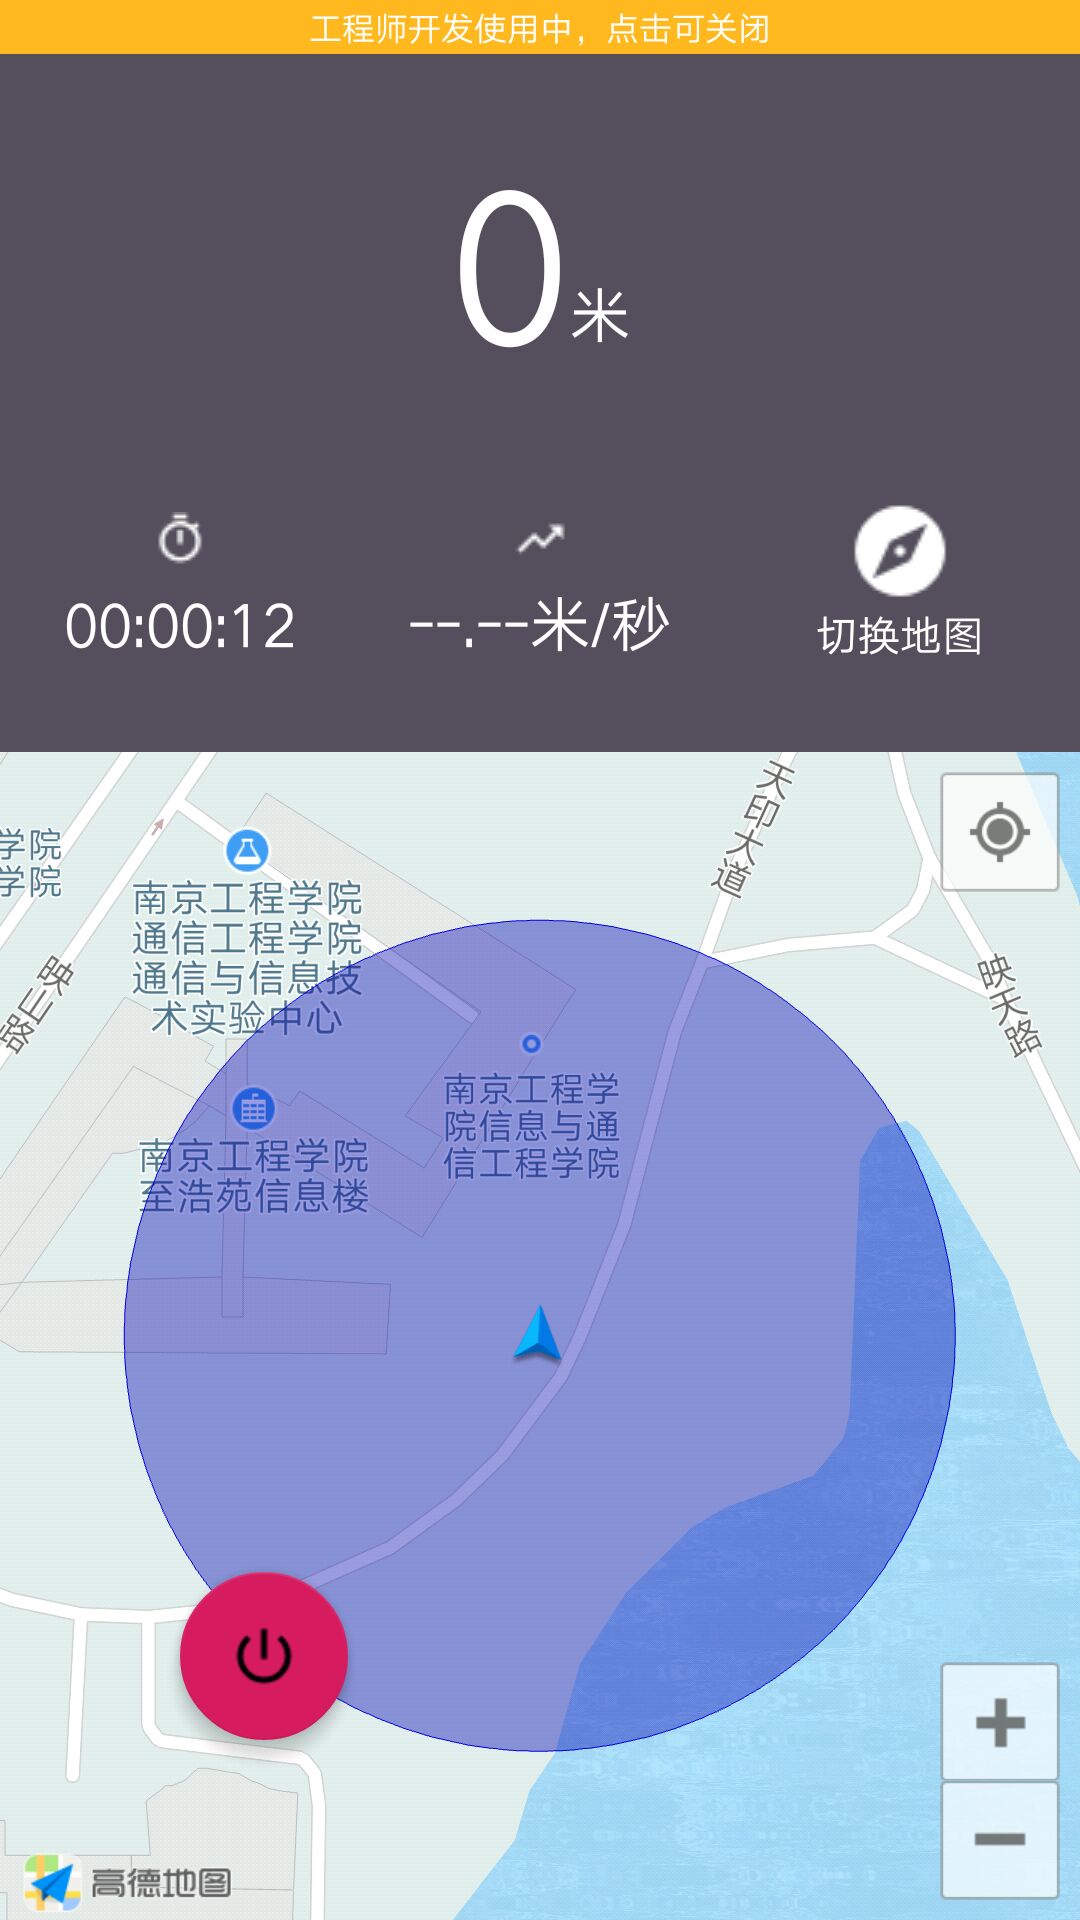 工程师开发使用中，点击可关闭
0米
00:00:12
--.--米/秒
切换地图
天印大道
学院
学院
南京工程学院
通信工程学院
通信与信息技
术实验中心
映山路
映天路
南京工程学
院信息与通
信工程学院
南京工程学院
至浩苑信息楼
高德地图